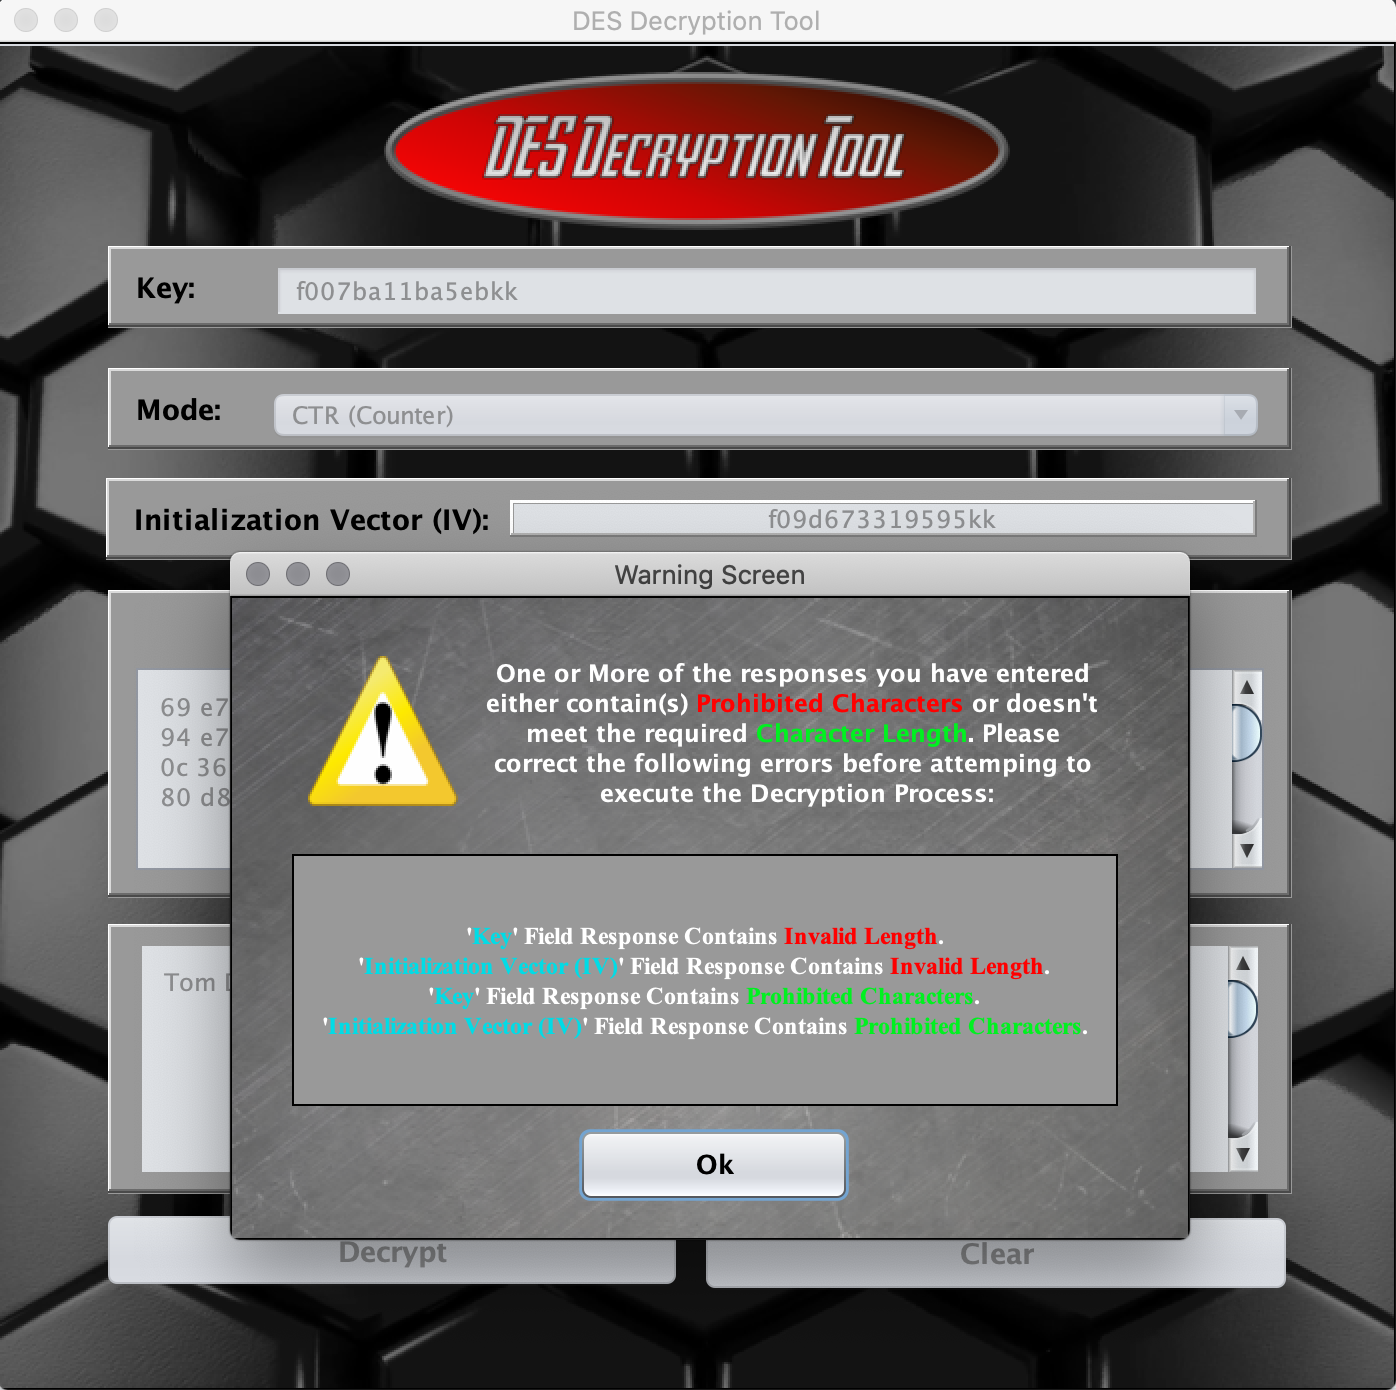 DES Decryption Tool
DES DECRYPTION TOOL
Key: f007ba11ba5ebkk
Mode: CTR (Counter)
Initialization Vector (IV): f09d673319595kk
Warning Screen
One or More of the responses you have entered
either contain(s) Prohibited Characters or doesn't
meet the required Character Length. Please
correct the following errors before attemping to
execute the Decryption Process:
69 e7
94 e7
0c 36
80 d8
'Key' Field Response Contains Invalid Length.
'Initialization Vector (IV)' Field Response Contains Invalid Length.
'Key' Field Response Contains Prohibited Characters.
'Initialization Vector (IV)' Field Response Contains Prohibited Characters.
Tom
Ok
Decrypt
Clear